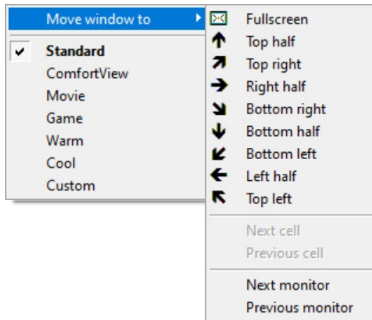 Move window to
Standard
ComfortView
Movie
Game
Warm
Cool
Custom
Fullscreen
Top half
Top right
Right half
Bottom right
Bottom half
Bottom left
Left half
Top left
Next cell
Previous cell
Next monitor
Previous monitor